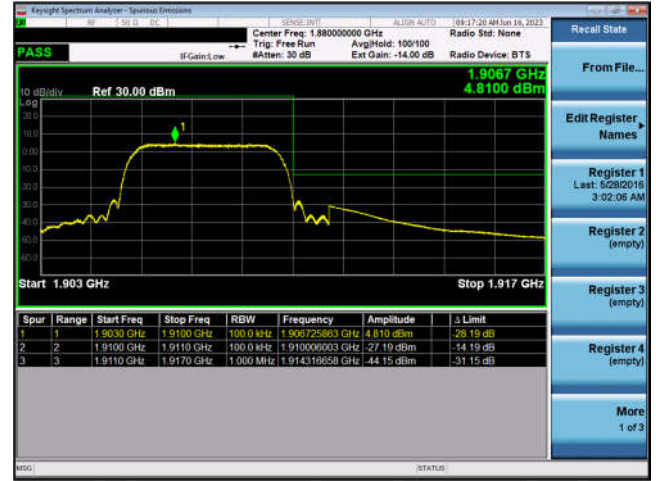 Keysight Spectrum Analyzer - Spurious Emissions
RF 50 Ω DC SENSE:INT ALIGN AUTO 09:17:20 AM Jun 16, 2023
Center Freq: 1.880000000 GHz Radio Std: None
Trig: Free Run Avg|Hold: 100/100
PASS IFGain:Low #Atten: 30 dB Ext Gain: -14.00 dB Radio Device: BTS
1.9067 GHz
4.8100 dBm
10 dB/div Ref 30.00 dBm
Log
20.0
10.0
1
0.00
-10.0
-20.0
-30.0
-40.0
-50.0
-60.0
Start 1.903 GHz Stop 1.917 GHz
Spur Range Start Freq Stop Freq RBW Frequency Amplitude Δ Limit
1 1 1.9030 GHz 1.9100 GHz 100.0 kHz 1.906725863 GHz 4.810 dBm -28.19 dB
2 2 1.9100 GHz 1.9110 GHz 100.0 kHz 1.910006003 GHz -27.19 dBm -14.19 dB
3 3 1.9110 GHz 1.9170 GHz 1.000 MHz 1.914316658 GHz -44.15 dBm -31.15 dB
MSG STATUS
Recall State
From File...
Edit Register
Names
Register 1
Last: 5/28/2016
3:02:06 AM
Register 2
(empty)
Register 3
(empty)
Register 4
(empty)
More
1 of 3